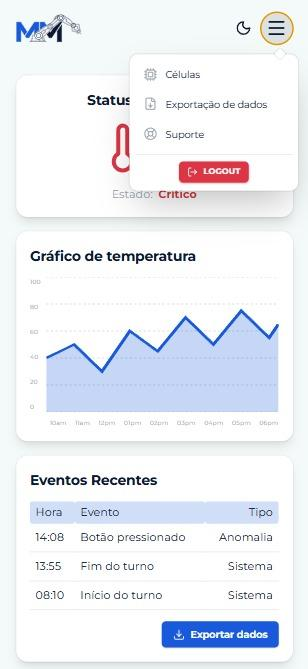 MM
Células
Exportação de dados
Suporte
LOGOUT
Status
Estado: Crítico
Gráfico de temperatura
100
80
60
40
20
0
10am 11am 12pm 01pm 02pm 03pm 04pm 05pm 06pm
Eventos Recentes
Hora Evento Tipo
14:08 Botão pressionado Anomalia
13:55 Fim do turno Sistema
08:10 Início do turno Sistema
Exportar dados